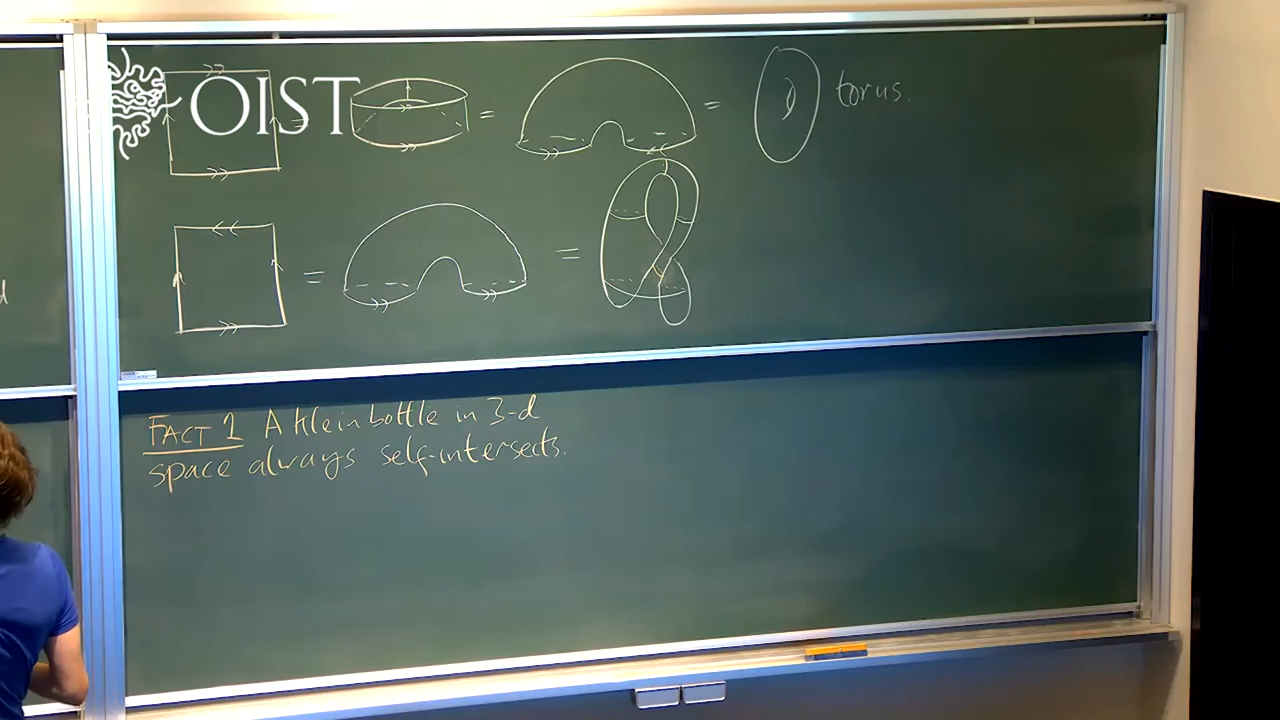 OIST
= = = torus.
= =
d
FACT 1 A klein bottle in 3-d
space always self-intersects.